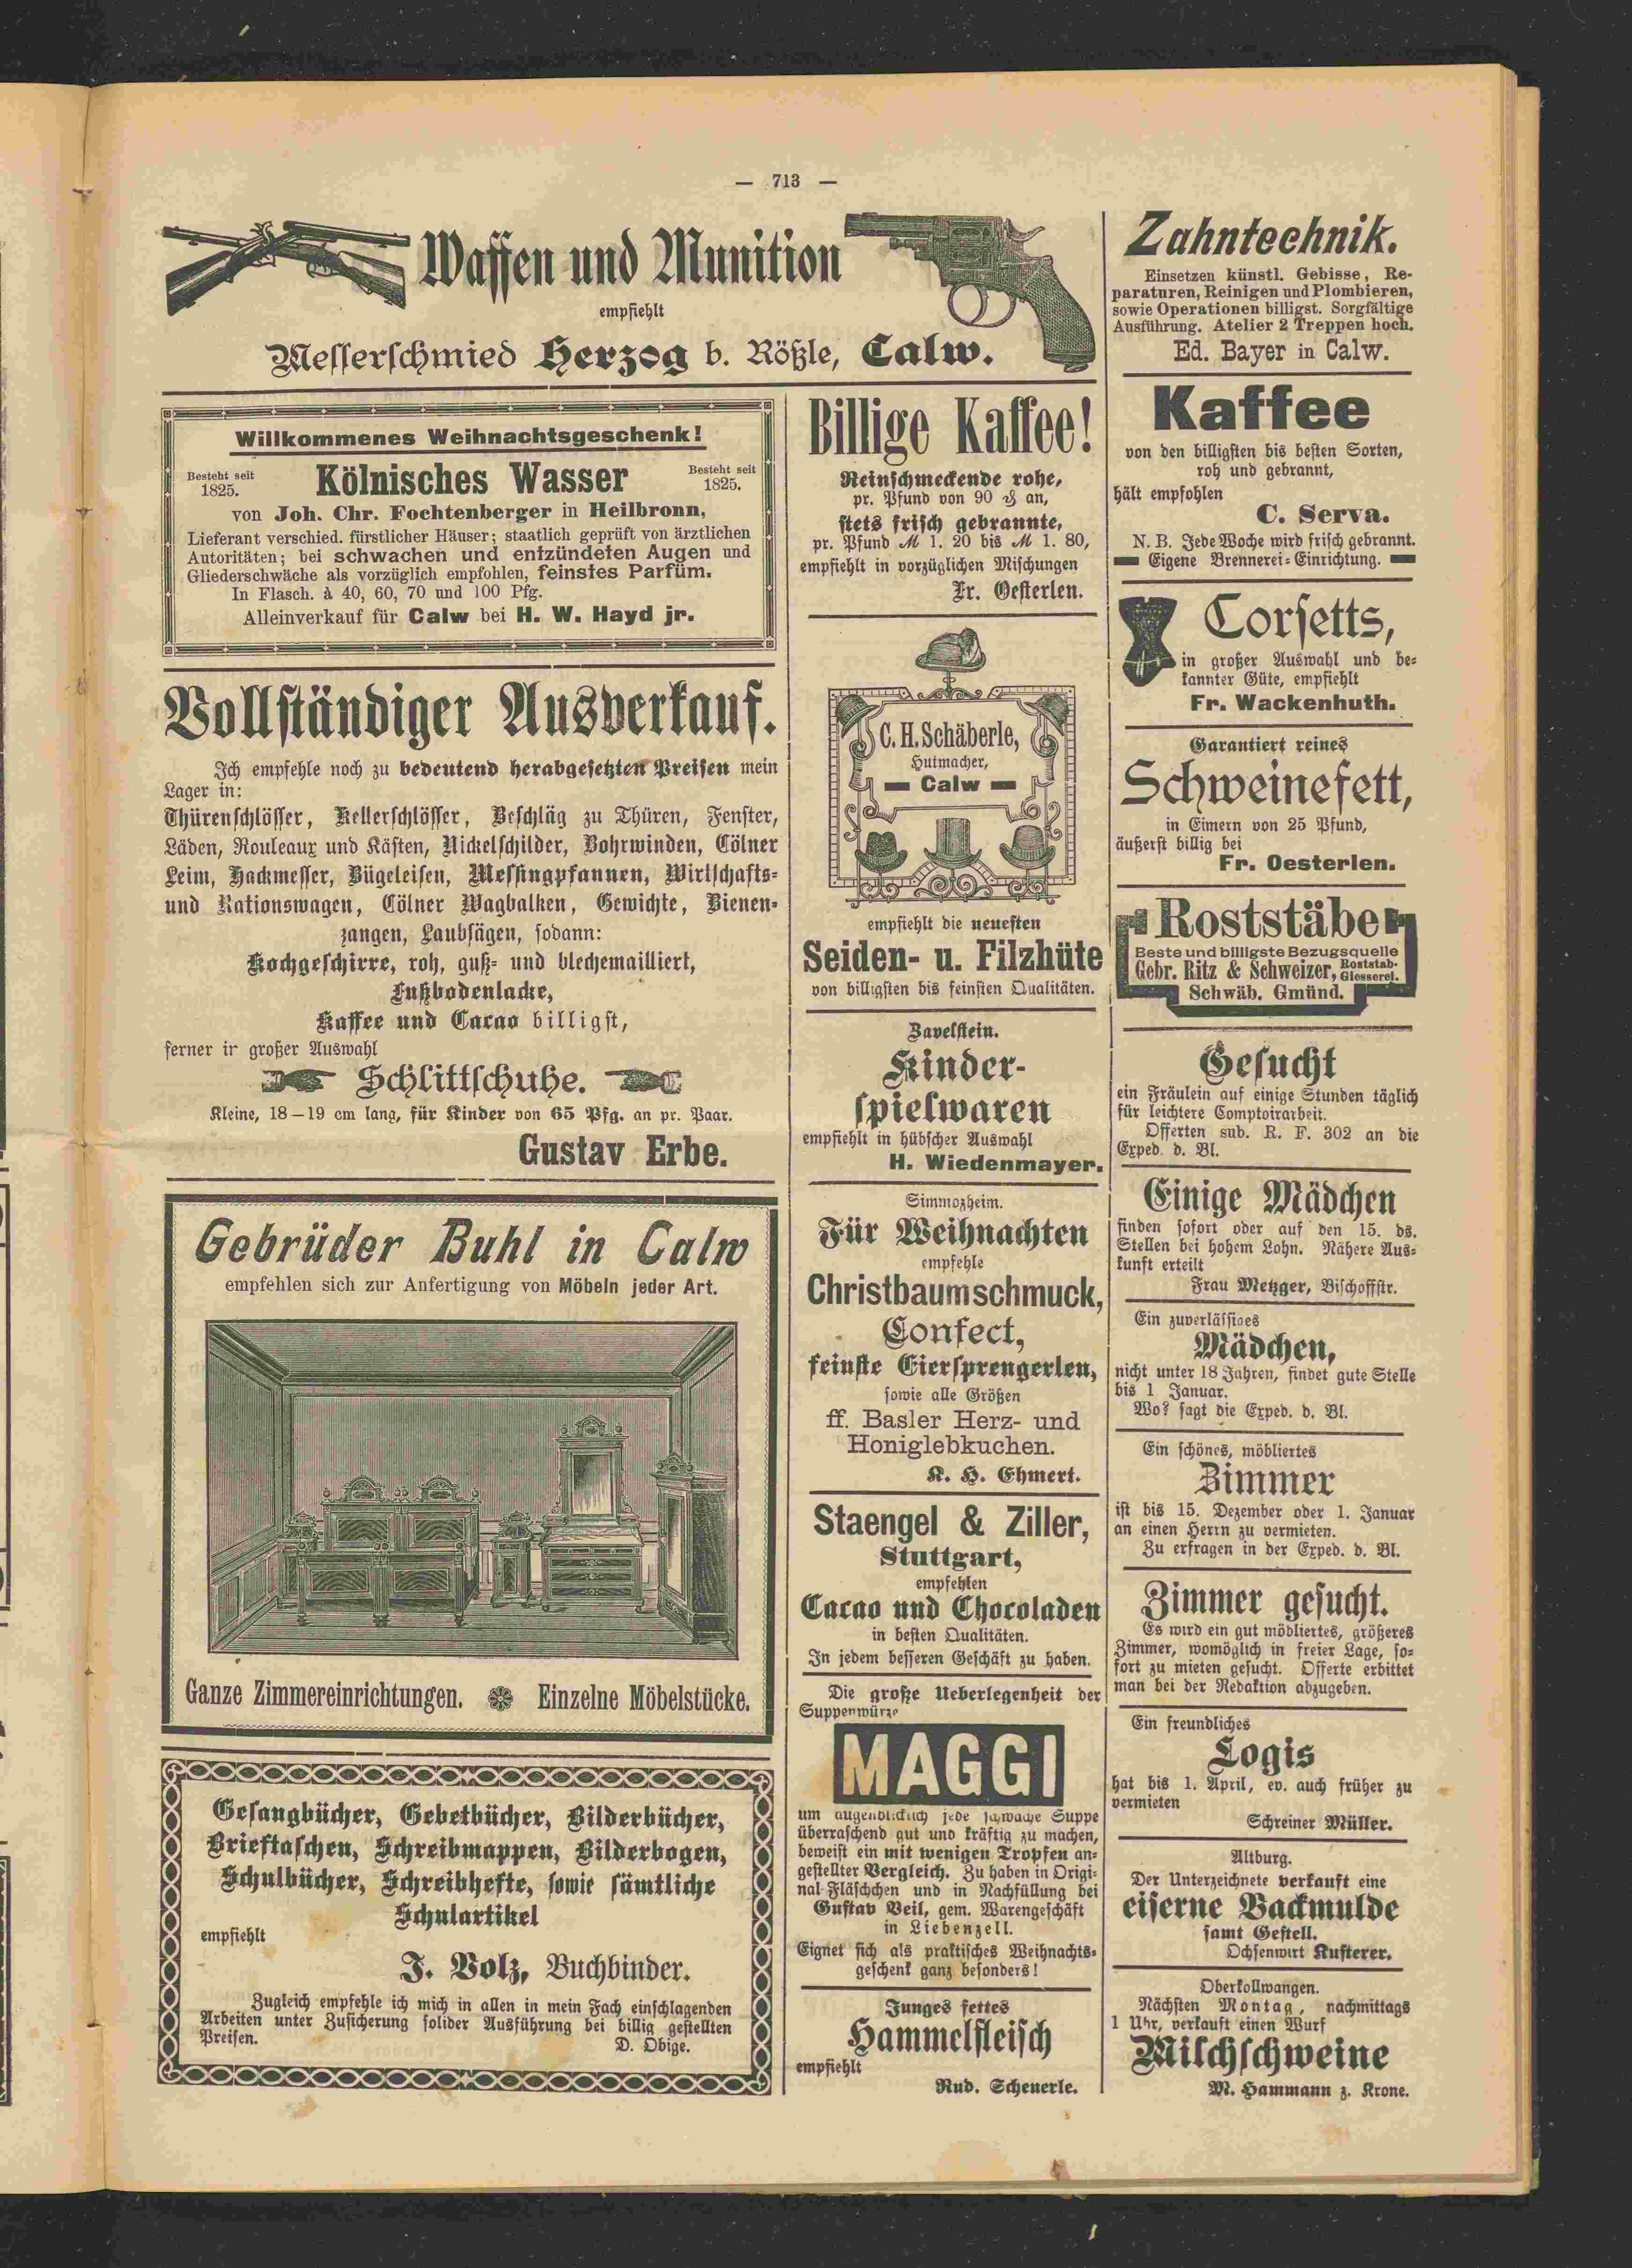 — 713 —
Waffen und Munition
empfiehlt
Messerschmied Herzog b. Rößle, Calw.
Willkommenes Weihnachtsgeschenk!
Besteht seit 1825.
Kölnisches Wasser
Besteht seit 1825.
von Joh. Chr. Fochtenberger in Heilbronn,
Lieferant verschied. fürstlicher Häuser; staatlich geprüft von ärztlichen
Autoritäten; bei schwachen und entzündeten Augen und
Gliederschwäche als vorzüglich empfohlen, feinstes Parfüm.
In Flasch. à 40, 60, 70 und 100 Pfg.
Alleinverkauf für Calw bei H. W. Hayd jr.
Vollständiger Ausverkauf.
Ich empfehle noch zu bedeutend herabgesetzten Preisen mein
Lager in:
Thürenschlösser, Kellerschlösser, Beschläg zu Thüren, Fenster,
Läden, Rouleaux und Kästen, Nickelschilder, Bohrwinden, Cölner
Leim, Hackmesser, Bügeleisen, Messingpfannen, Wirtschafts-
und Rationswagen, Cölner Wagbalken, Gewichte, Bienen-
zangen, Laubsägen, sodann:
Kochgeschirre, roh, guß- und blechemailliert,
Fußbodenlacke,
Kaffee und Cacao billigst,
ferner in großer Auswahl
Schlittschuhe.
Kleine, 18—19 cm lang, für Kinder von 65 Pfg. an pr. Paar.
Gustav Erbe.
Gebrüder Buhl in Calw
empfehlen sich zur Anfertigung von Möbeln jeder Art.
Ganze Zimmereinrichtungen. Einzelne Möbelstücke.
Gesangbücher, Gebetbücher, Bilderbücher,
Brieftaschen, Schreibmappen, Bilderbogen,
Schulbücher, Schreibhefte, sowie sämtliche
Schulartikel
empfiehlt
J. Volz, Buchbinder.
Zugleich empfehle ich mich in allen in mein Fach einschlagenden
Arbeiten unter Zusicherung solider Ausführung bei billig gestellten
Preisen.
D. Obige.
Billige Kaffee!
Reinschmeckende rohe,
pr. Pfund von 90 ₰ an,
stets frisch gebrannte,
pr. Pfund ℳ 1. 20 bis ℳ 1. 80,
empfiehlt in vorzüglichen Mischungen
Fr. Oesterlen.
C. H. Schäberle,
Hutmacher,
Calw
empfiehlt die neuesten
Seiden- u. Filzhüte
von billigsten bis feinsten Qualitäten.
Zavelstein.
Kinder-
spielwaren
empfiehlt in hübscher Auswahl
H. Wiedenmayer.
Simmozheim.
Für Weihnachten
empfehle
Christbaumschmuck,
Confect,
feinste Eiersprengerlen,
sowie alle Größen
ff. Basler Herz- und
Honiglebkuchen.
K. H. Ehmert.
Staengel & Ziller,
Stuttgart,
empfehlen
Cacao und Chocoladen
in besten Qualitäten.
In jedem besseren Geschäft zu haben.
Die große Ueberlegenheit der
Suppenwürze
MAGGI
um augenblicklich jede schwache Suppe
überraschend gut und kräftig zu machen,
beweist ein mit wenigen Tropfen an-
gestellter Vergleich. Zu haben in Origi-
nal-Fläschchen und in Nachfüllung bei
Gustav Veil, gem. Warengeschäft
in Liebenzell.
Eignet sich als praktisches Weihnachts-
geschenk ganz besonders!
Junges fettes
Hammelfleisch
empfiehlt
Rud. Scheuerle.
Zahntechnik.
Einsetzen künstl. Gebisse, Re-
paraturen, Reinigen und Plombieren,
sowie Operationen billigst. Sorgfältige
Ausführung. Atelier 2 Treppen hoch.
Ed. Bayer in Calw.
Kaffee
von den billigsten bis besten Sorten,
roh und gebrannt,
hält empfohlen
C. Serva.
N. B. Jede Woche wird frisch gebrannt.
Eigene Brennerei-Einrichtung.
Corsetts,
in großer Auswahl und be-
kannter Güte, empfiehlt
Fr. Wackenhuth.
Garantiert reines
Schweinefett,
in Eimern von 25 Pfund,
äußerst billig bei
Fr. Oesterlen.
Roststäbe
Beste und billigste Bezugsquelle
Gebr. Ritz & Schweizer, Roststab-Giesserei.
Schwäb. Gmünd.
Gesucht
ein Fräulein auf einige Stunden täglich
für leichtere Comptoirarbeit.
Offerten sub. R. F. 302 an die
Exped. d. Bl.
Einige Mädchen
finden sofort oder auf den 15. ds.
Stellen bei hohem Lohn. Nähere Aus-
kunft erteilt
Frau Metzger, Bischoffstr.
Ein zuverlässiges
Mädchen,
nicht unter 18 Jahren, findet gute Stelle
bis 1. Januar.
Wo? sagt die Exped. d. Bl.
Ein schönes, möbliertes
Zimmer
ist bis 15. Dezember oder 1. Januar
an einen Herrn zu vermieten.
Zu erfragen in der Exped. d. Bl.
Zimmer gesucht.
Es wird ein gut möbliertes, größeres
Zimmer, womöglich in freier Lage, so-
fort zu mieten gesucht. Offerte erbittet
man bei der Redaktion abzugeben.
Ein freundliches
Logis
hat bis 1. April, ev. auch früher zu
vermieten
Schreiner Müller.
Altburg.
Der Unterzeichnete verkauft eine
eiserne Backmulde
samt Gestell.
Ochsenwirt Kusterer.
Oberkollwangen.
Nächsten Montag, nachmittags
1 Uhr, verkauft einen Wurf
Milchschweine
M. Hammann z. Krone.